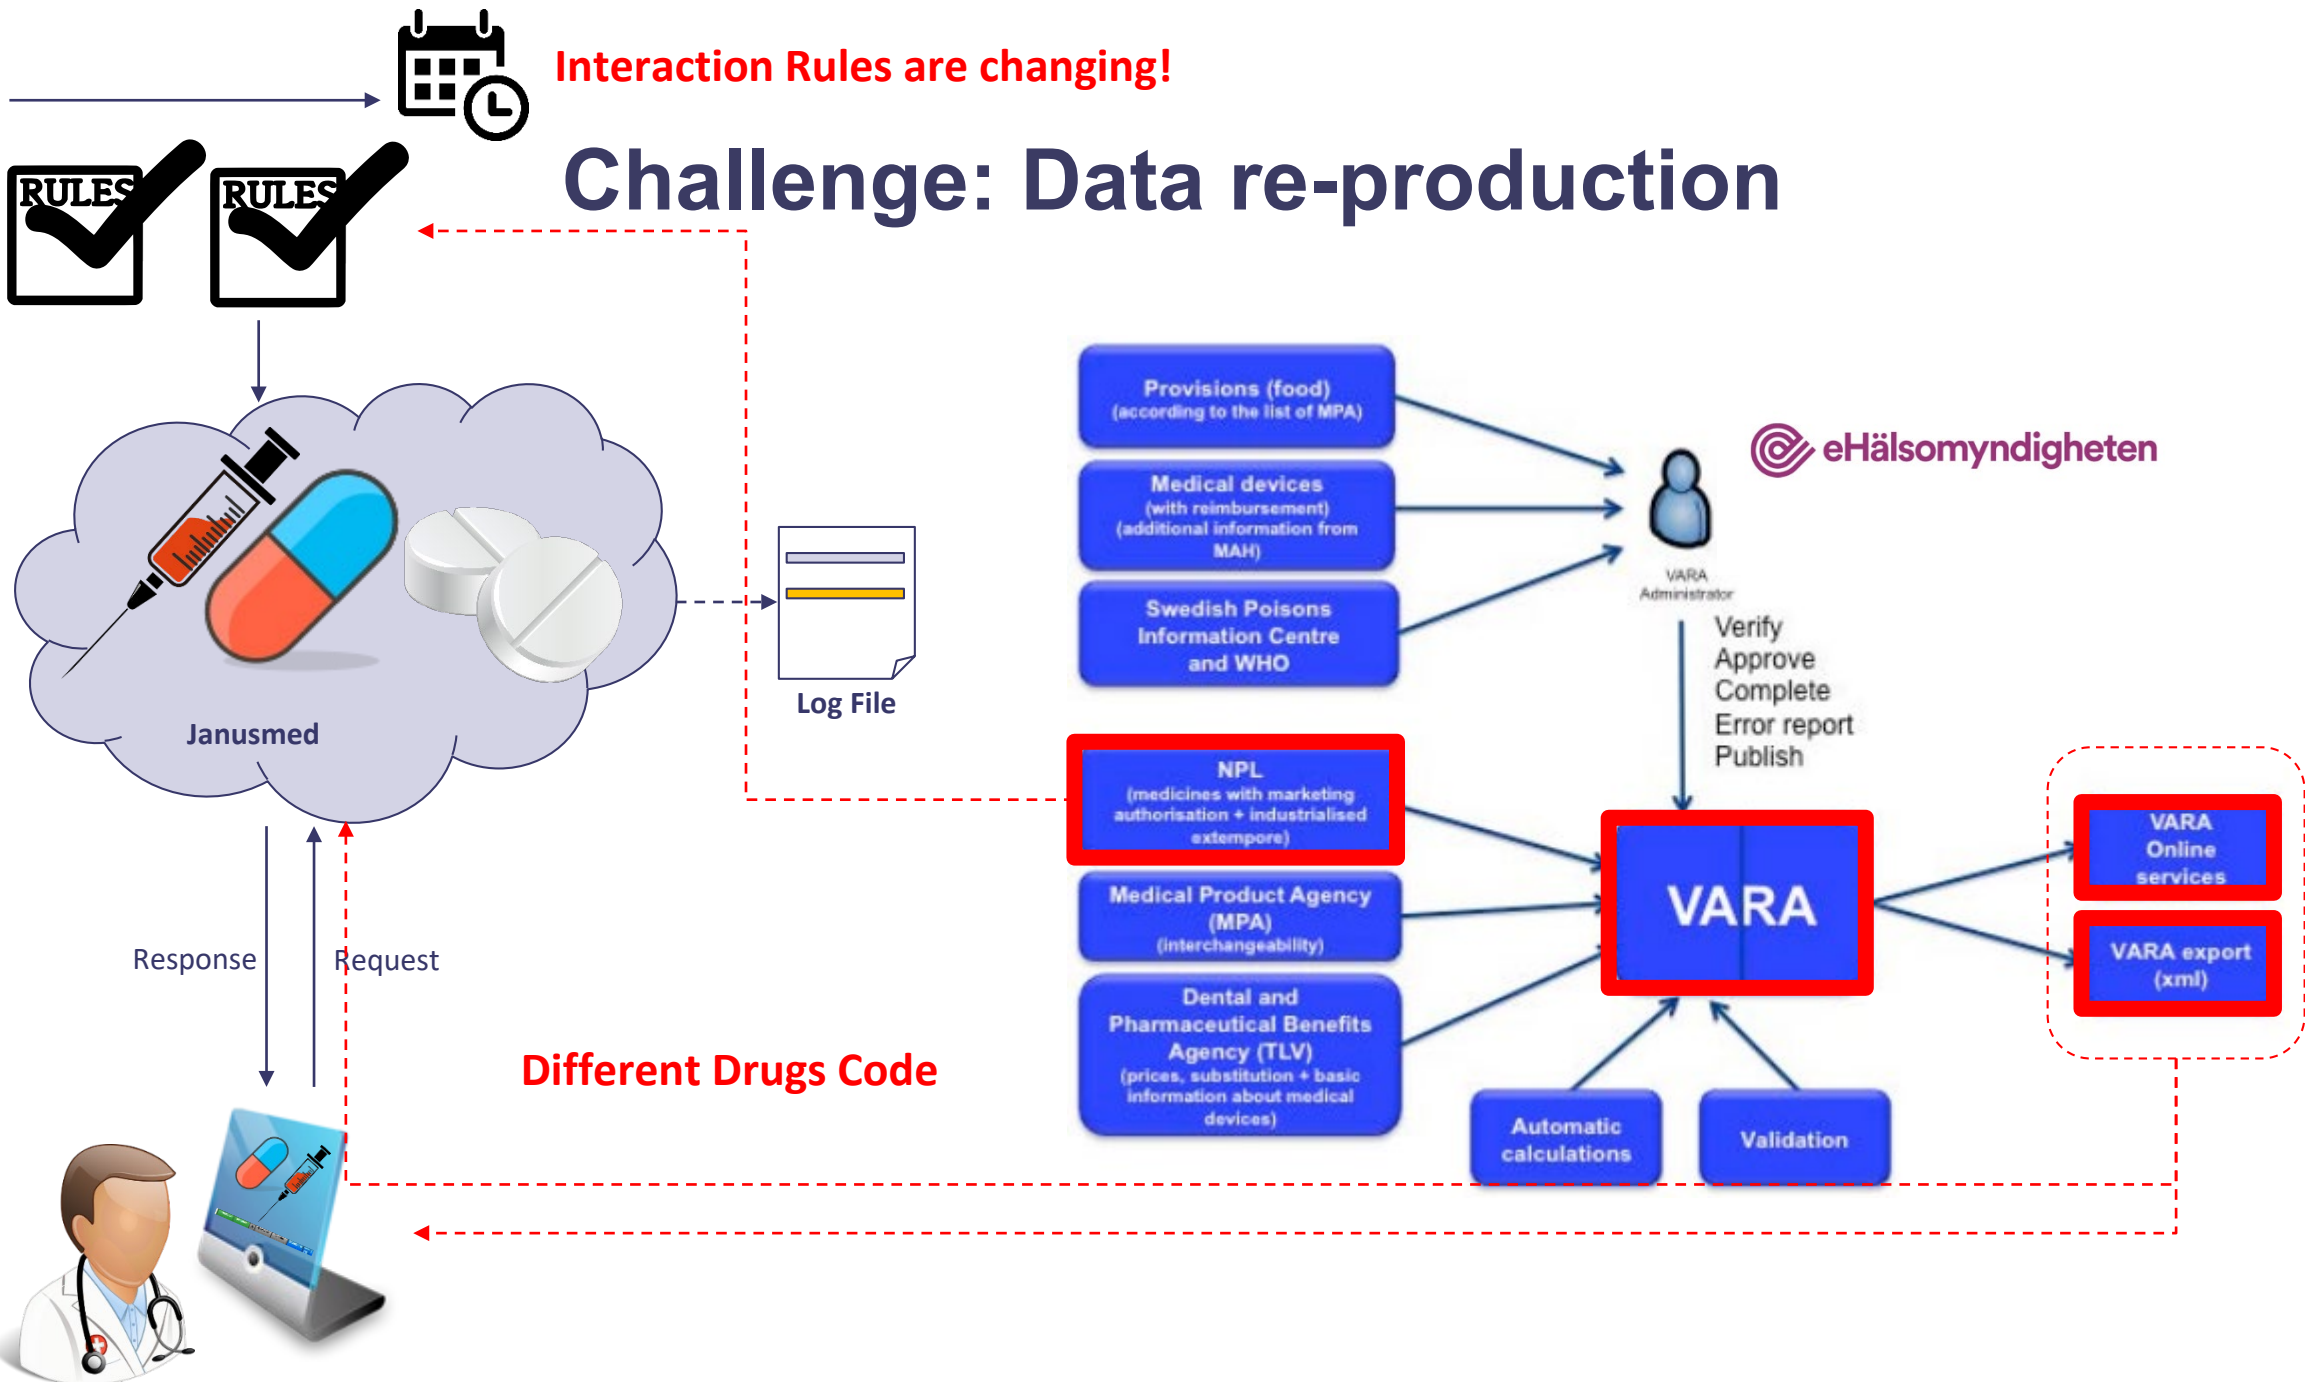 Interaction Rules are changing!
Challenge: Data re-production
RULES
RULES
Janusmed
Log File
Response
Request
Different Drugs Code
Provisions (food)
(according to the list of MPA)
Medical devices
(with reimbursement)
(additional information from
MAH)
Swedish Poisons
Information Centre
and WHO
NPL
(medicines with marketing
authorisation + industrialised
extempore)
Medical Product Agency
(MPA)
(interchangeability)
Dental and
Pharmaceutical Benefits
Agency (TLV)
(prices, substitution + basic
information about medical
devices)
eHälsomyndigheten
VARA
Administrator
Verify
Approve
Complete
Error report
Publish
VARA
Automatic
calculations
Validation
VARA
Online
services
VARA export
(xml)